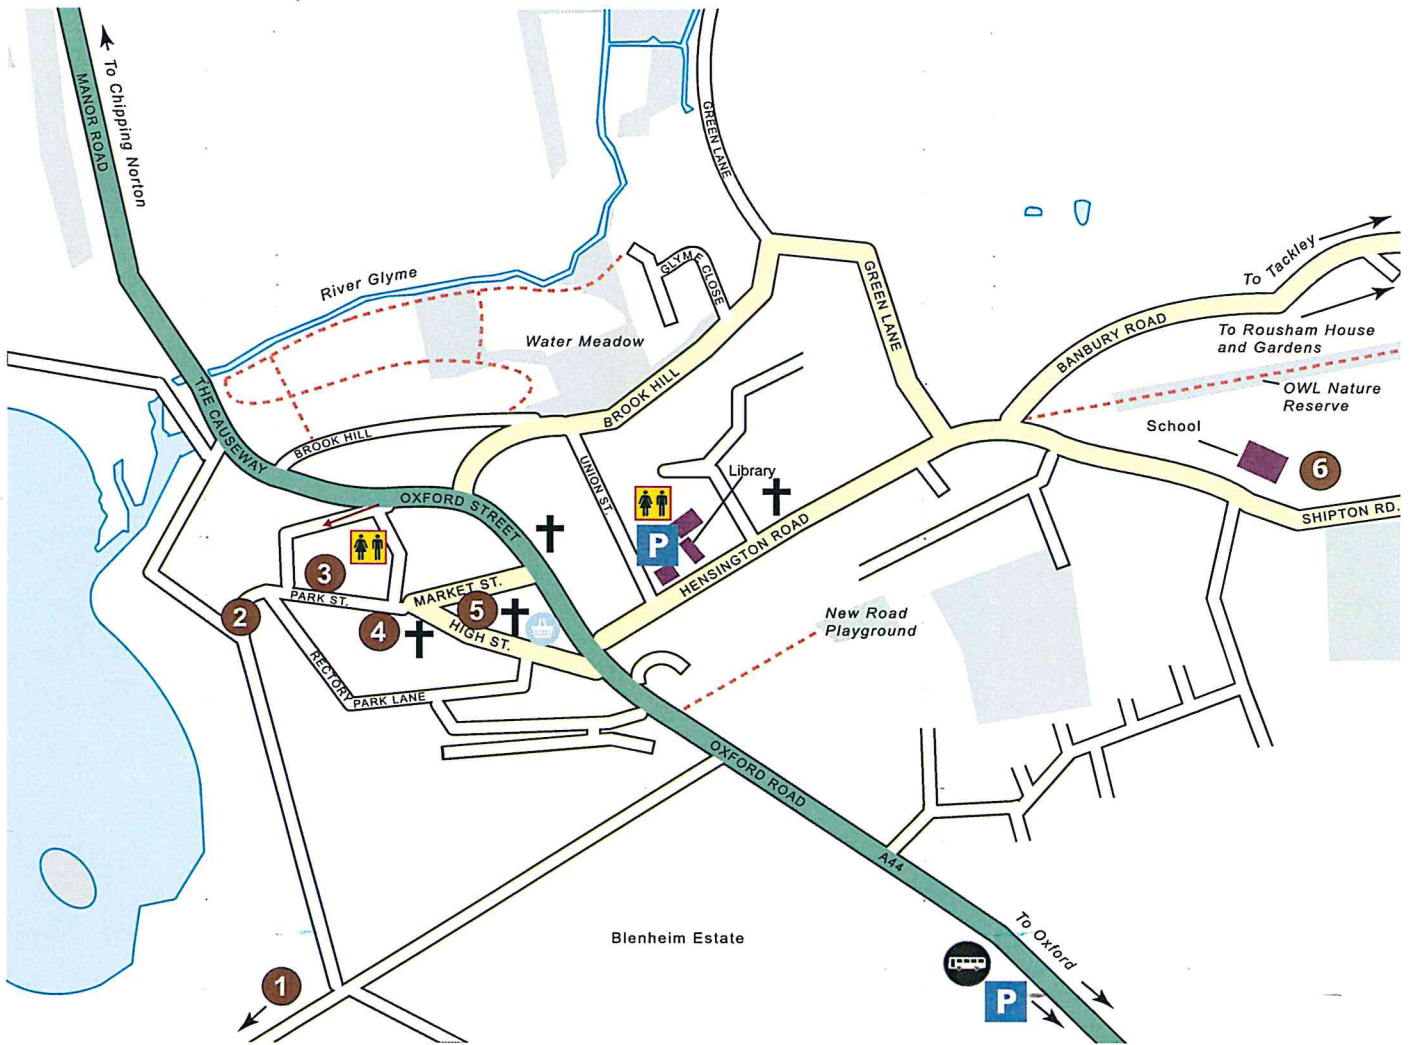 MANOR ROAD
To Chipping Norton
GREEN LANE
River Glyme
GLYME CLOSE
Water Meadow
GREEN LANE
To Tackley
BANBURY ROAD
To Rousham House
and Gardens
OWL Nature
Reserve
THE CAUSEWAY
BROOK HILL
BROOK HILL
School
6
SHIPTON RD.
UNION ST.
Library
OXFORD STREET
P
HENSINGTON ROAD
3
PARK ST.
MARKET ST.
2
4
5
HIGH ST.
New Road
Playground
RECTORY
PARK LANE
OXFORD ROAD
A44
Blenheim Estate
To Oxford
1
P